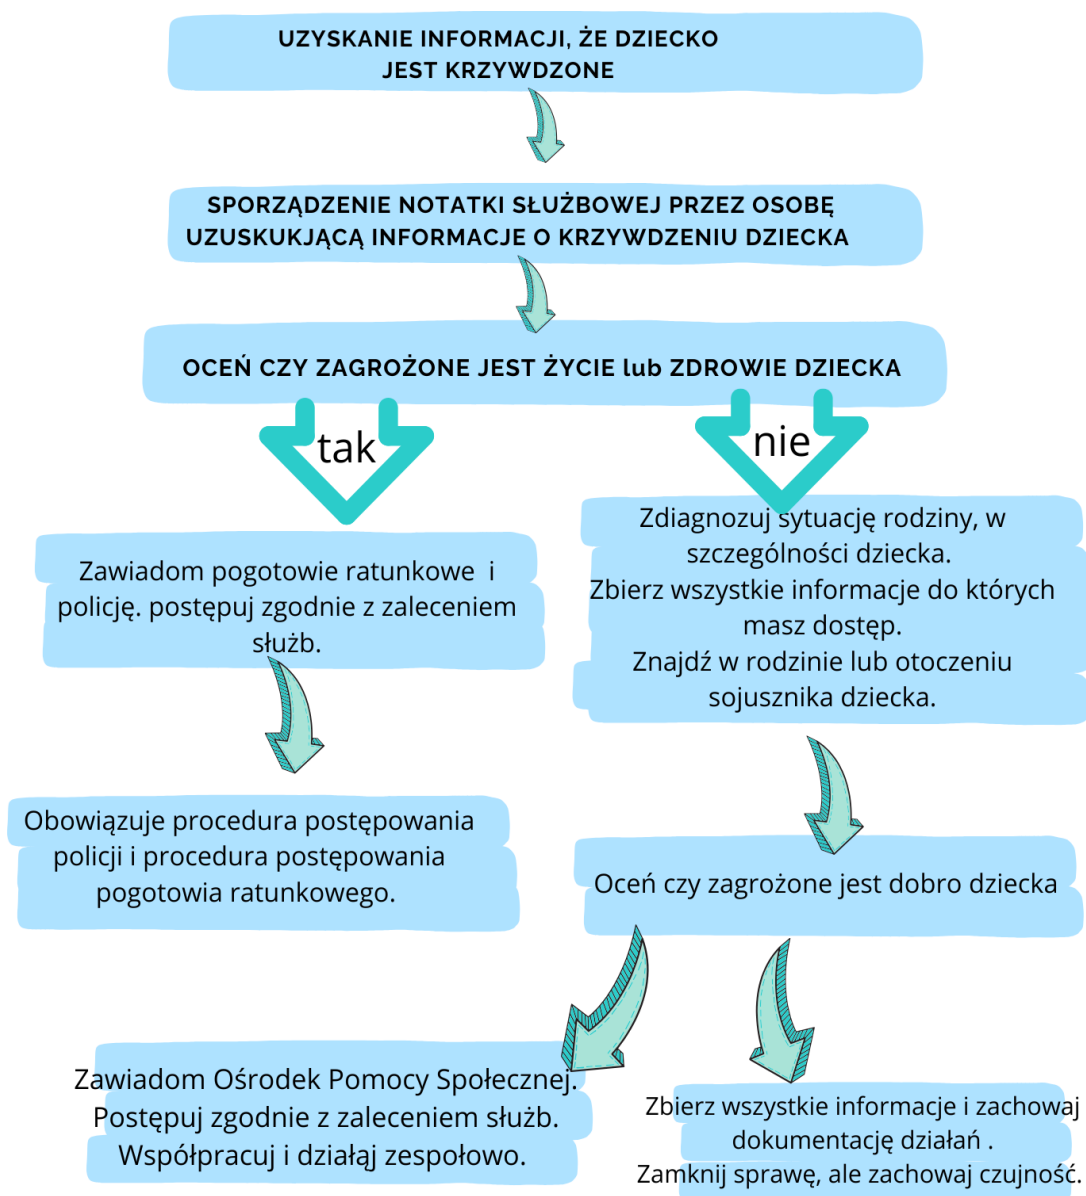 UZYSKANIE INFORMACJI, ŻE DZIECKO
JEST KRZYWDZONE
SPORZĄDZENIE NOTATKI SŁUŻBOWEJ PRZEZ OSOBĘ
UZUSKUKJĄCĄ INFORMACJE O KRZYWDZENIU DZIECKA
OCEŃ CZY ZAGROŻONE JEST ŻYCIE lub ZDROWIE DZIECKA
tak
nie
Zawiadom pogotowie ratunkowe i
policję. postępuj zgodnie z zaleceniem
służb.
Zdiagnozuj sytuację rodziny, w
szczególności dziecka.
Zbierz wszystkie informacje do których
masz dostęp.
Znajdź w rodzinie lub otoczeniu
sojusznika dziecka.
Obowiązuje procedura postępowania
policji i procedura postępowania
pogotowia ratunkowego.
Oceń czy zagrożone jest dobro dziecka
Zawiadom Ośrodek Pomocy Społecznej.
Postępuj zgodnie z zaleceniem służb.
Współpracuj i działąj zespołowo.
Zbierz wszystkie informacje i zachowaj
dokumentację działań .
Zamknij sprawę, ale zachowaj czujność.